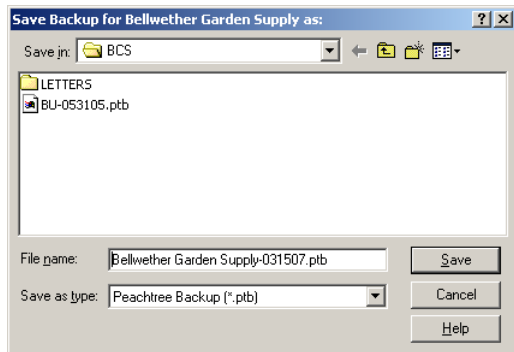 Save Backup for Bellwether Garden Supply as:
Save in: BCS
LETTERS
BU-053105.ptb
File name: Bellwether Garden Supply-031507.ptb Save
Save as type: Peachtree Backup (*.ptb) Cancel
Help